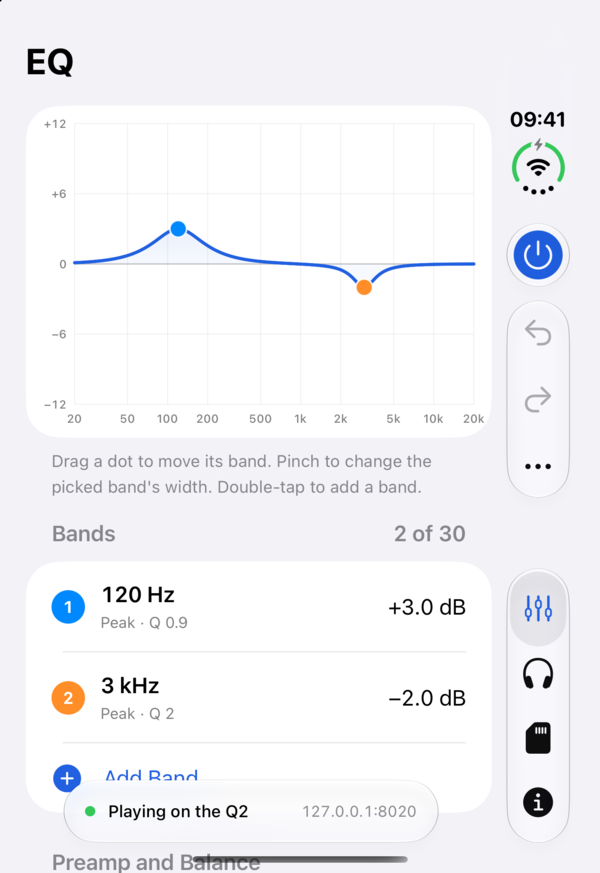 EQ
09:41
+12
+6
0
−6
−12
20 50 100 200 500 1k 2k 5k 10k 20k
Drag a dot to move its band. Pinch to change the
picked band's width. Double-tap to add a band.
Bands 2 of 30
1 120 Hz +3.0 dB
Peak · Q 0.9
2 3 kHz −2.0 dB
Peak · Q 2
Add Band
Playing on the Q2 127.0.0.1:8020
Preamp and Balance